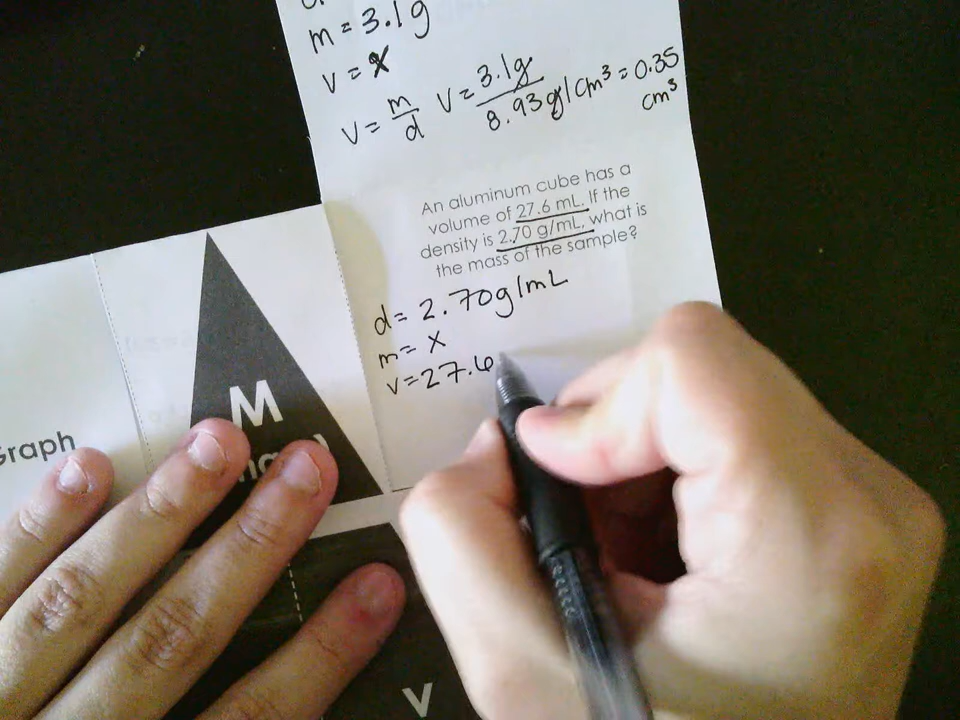 m = 3.1g
v = x
v = m/d v = 3.1g/8.93g/cm³ = 0.35
cm³
An aluminum cube has a
volume of 27.6 mL. If the
density is 2.70 g/mL, what is
the mass of the sample?
d = 2.70g/mL
m = x
v = 27.6
Graph
M
V